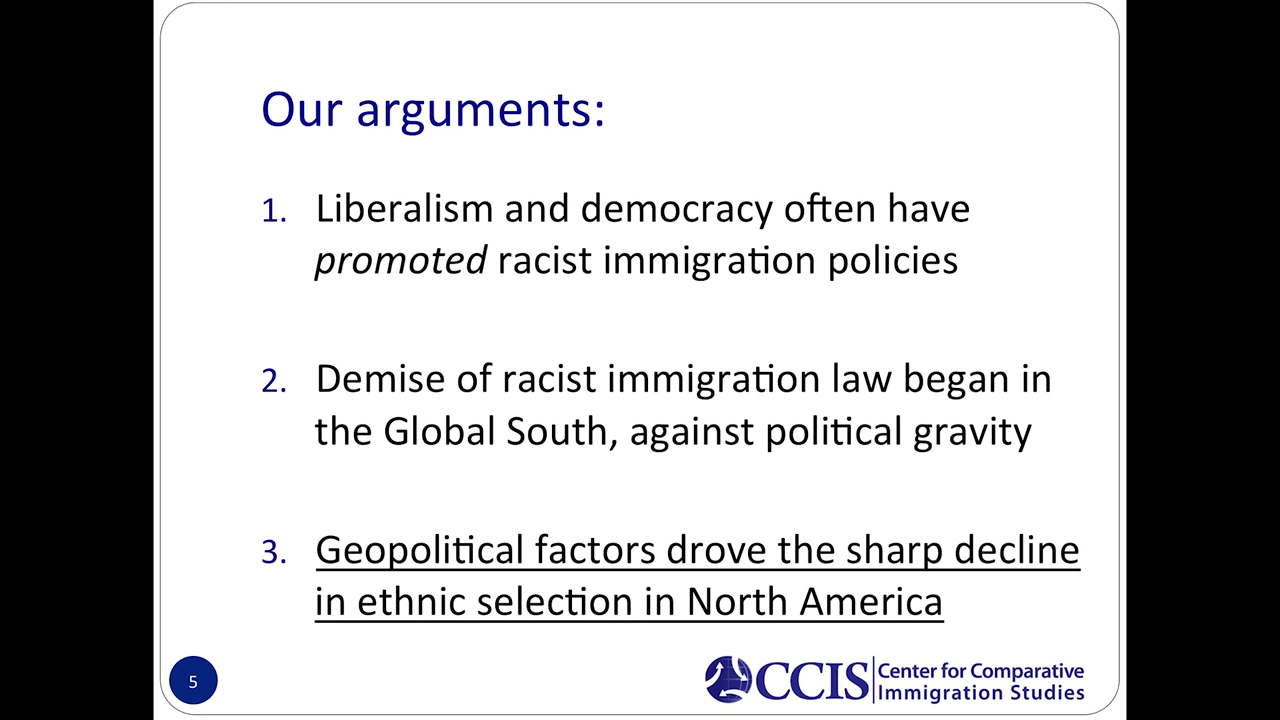 Our arguments:
1. Liberalism and democracy often have
promoted racist immigration policies
2. Demise of racist immigration law began in
the Global South, against political gravity
3. Geopolitical factors drove the sharp decline
in ethnic selection in North America
5
CCIS Center for Comparative
Immigration Studies